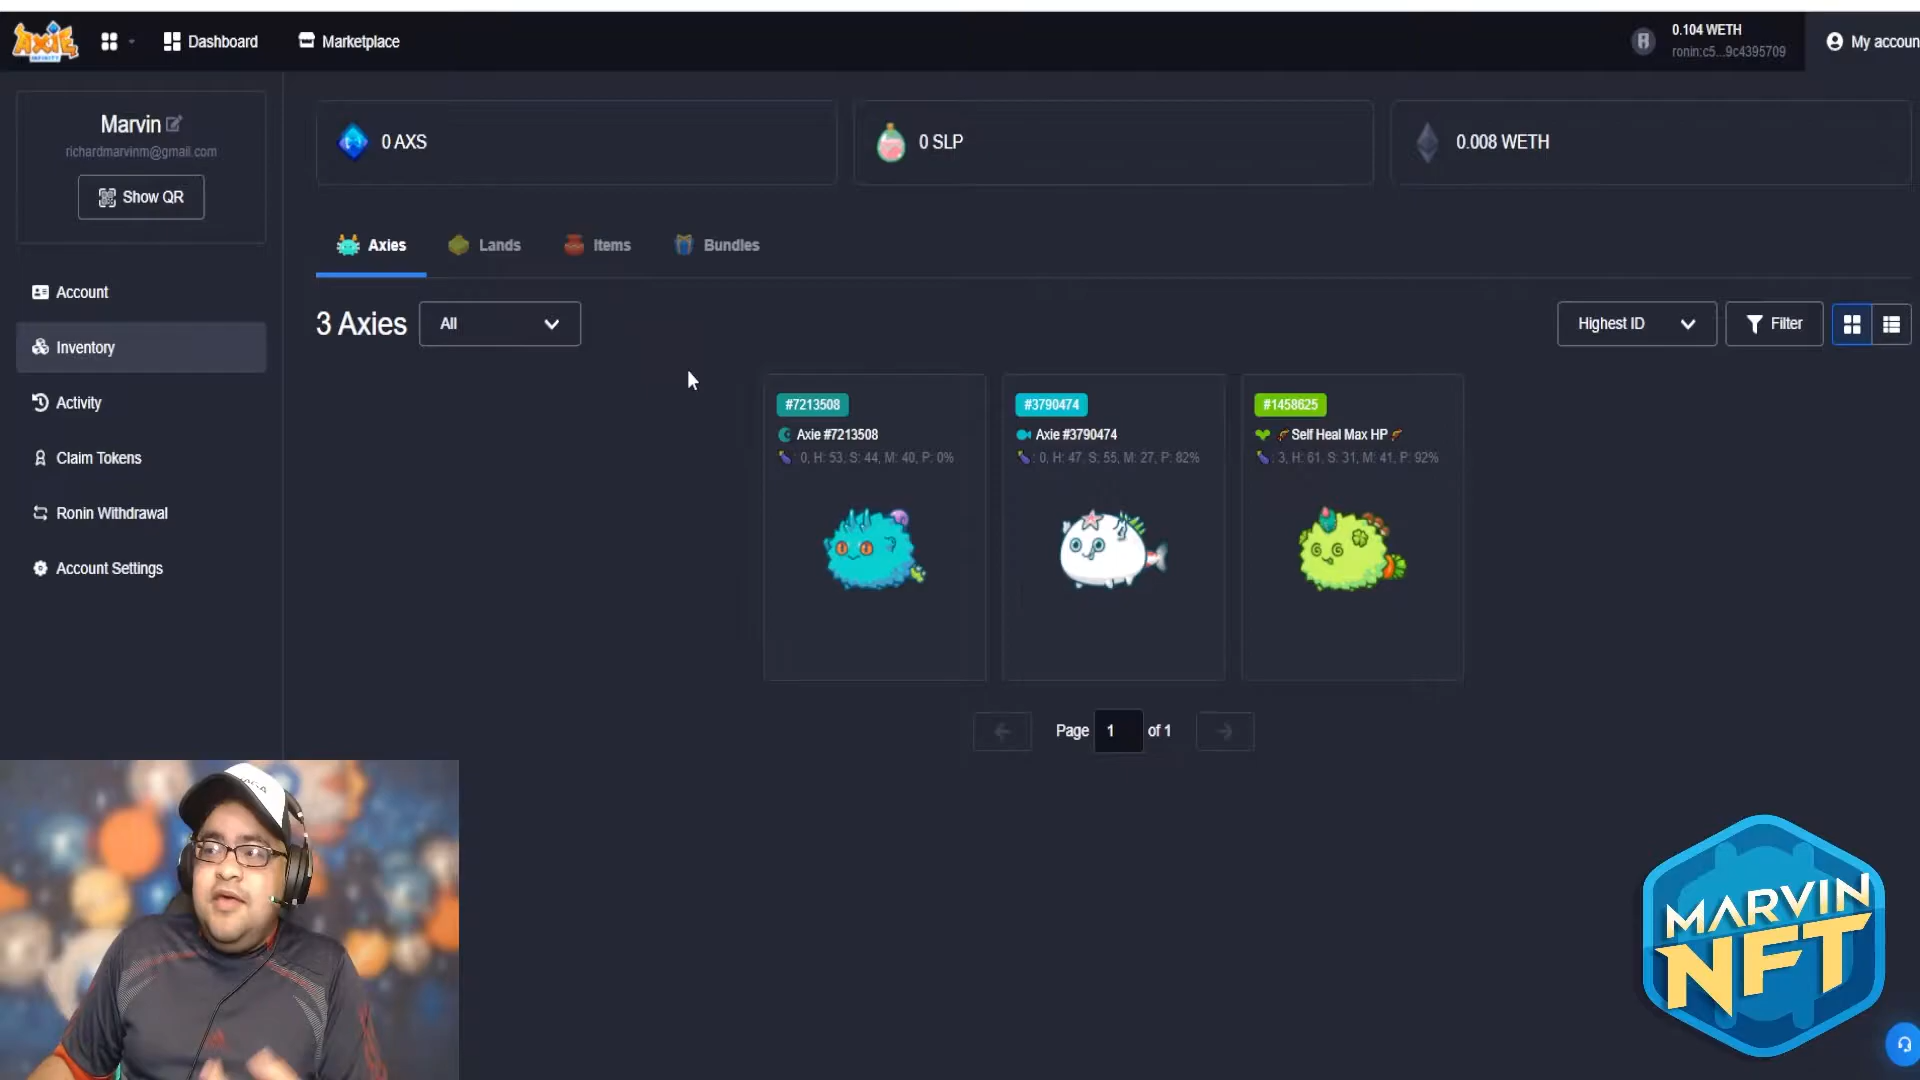 AXIE
INFINITY
Dashboard
Marketplace
0.104 WETH
ronin:c5...9c4395709
My accoun
Marvin
richardmarvinm@gmail.com
Show QR
0 AXS
0 SLP
0.008 WETH
Axies
Lands
Items
Bundles
Account
Inventory
Activity
Claim Tokens
Ronin Withdrawal
Account Settings
3 Axies
All
Highest ID
Filter
#7213508
Axie #7213508
: 0, H: 53, S: 44, M: 40, P: 0%
#3790474
Axie #3790474
: 0, H: 47, S: 55, M: 27, P: 82%
#1458625
Self Heal Max HP
: 3, H: 61, S: 31, M: 41, P: 92%
Page 1 of 1
MARVIN
NFT